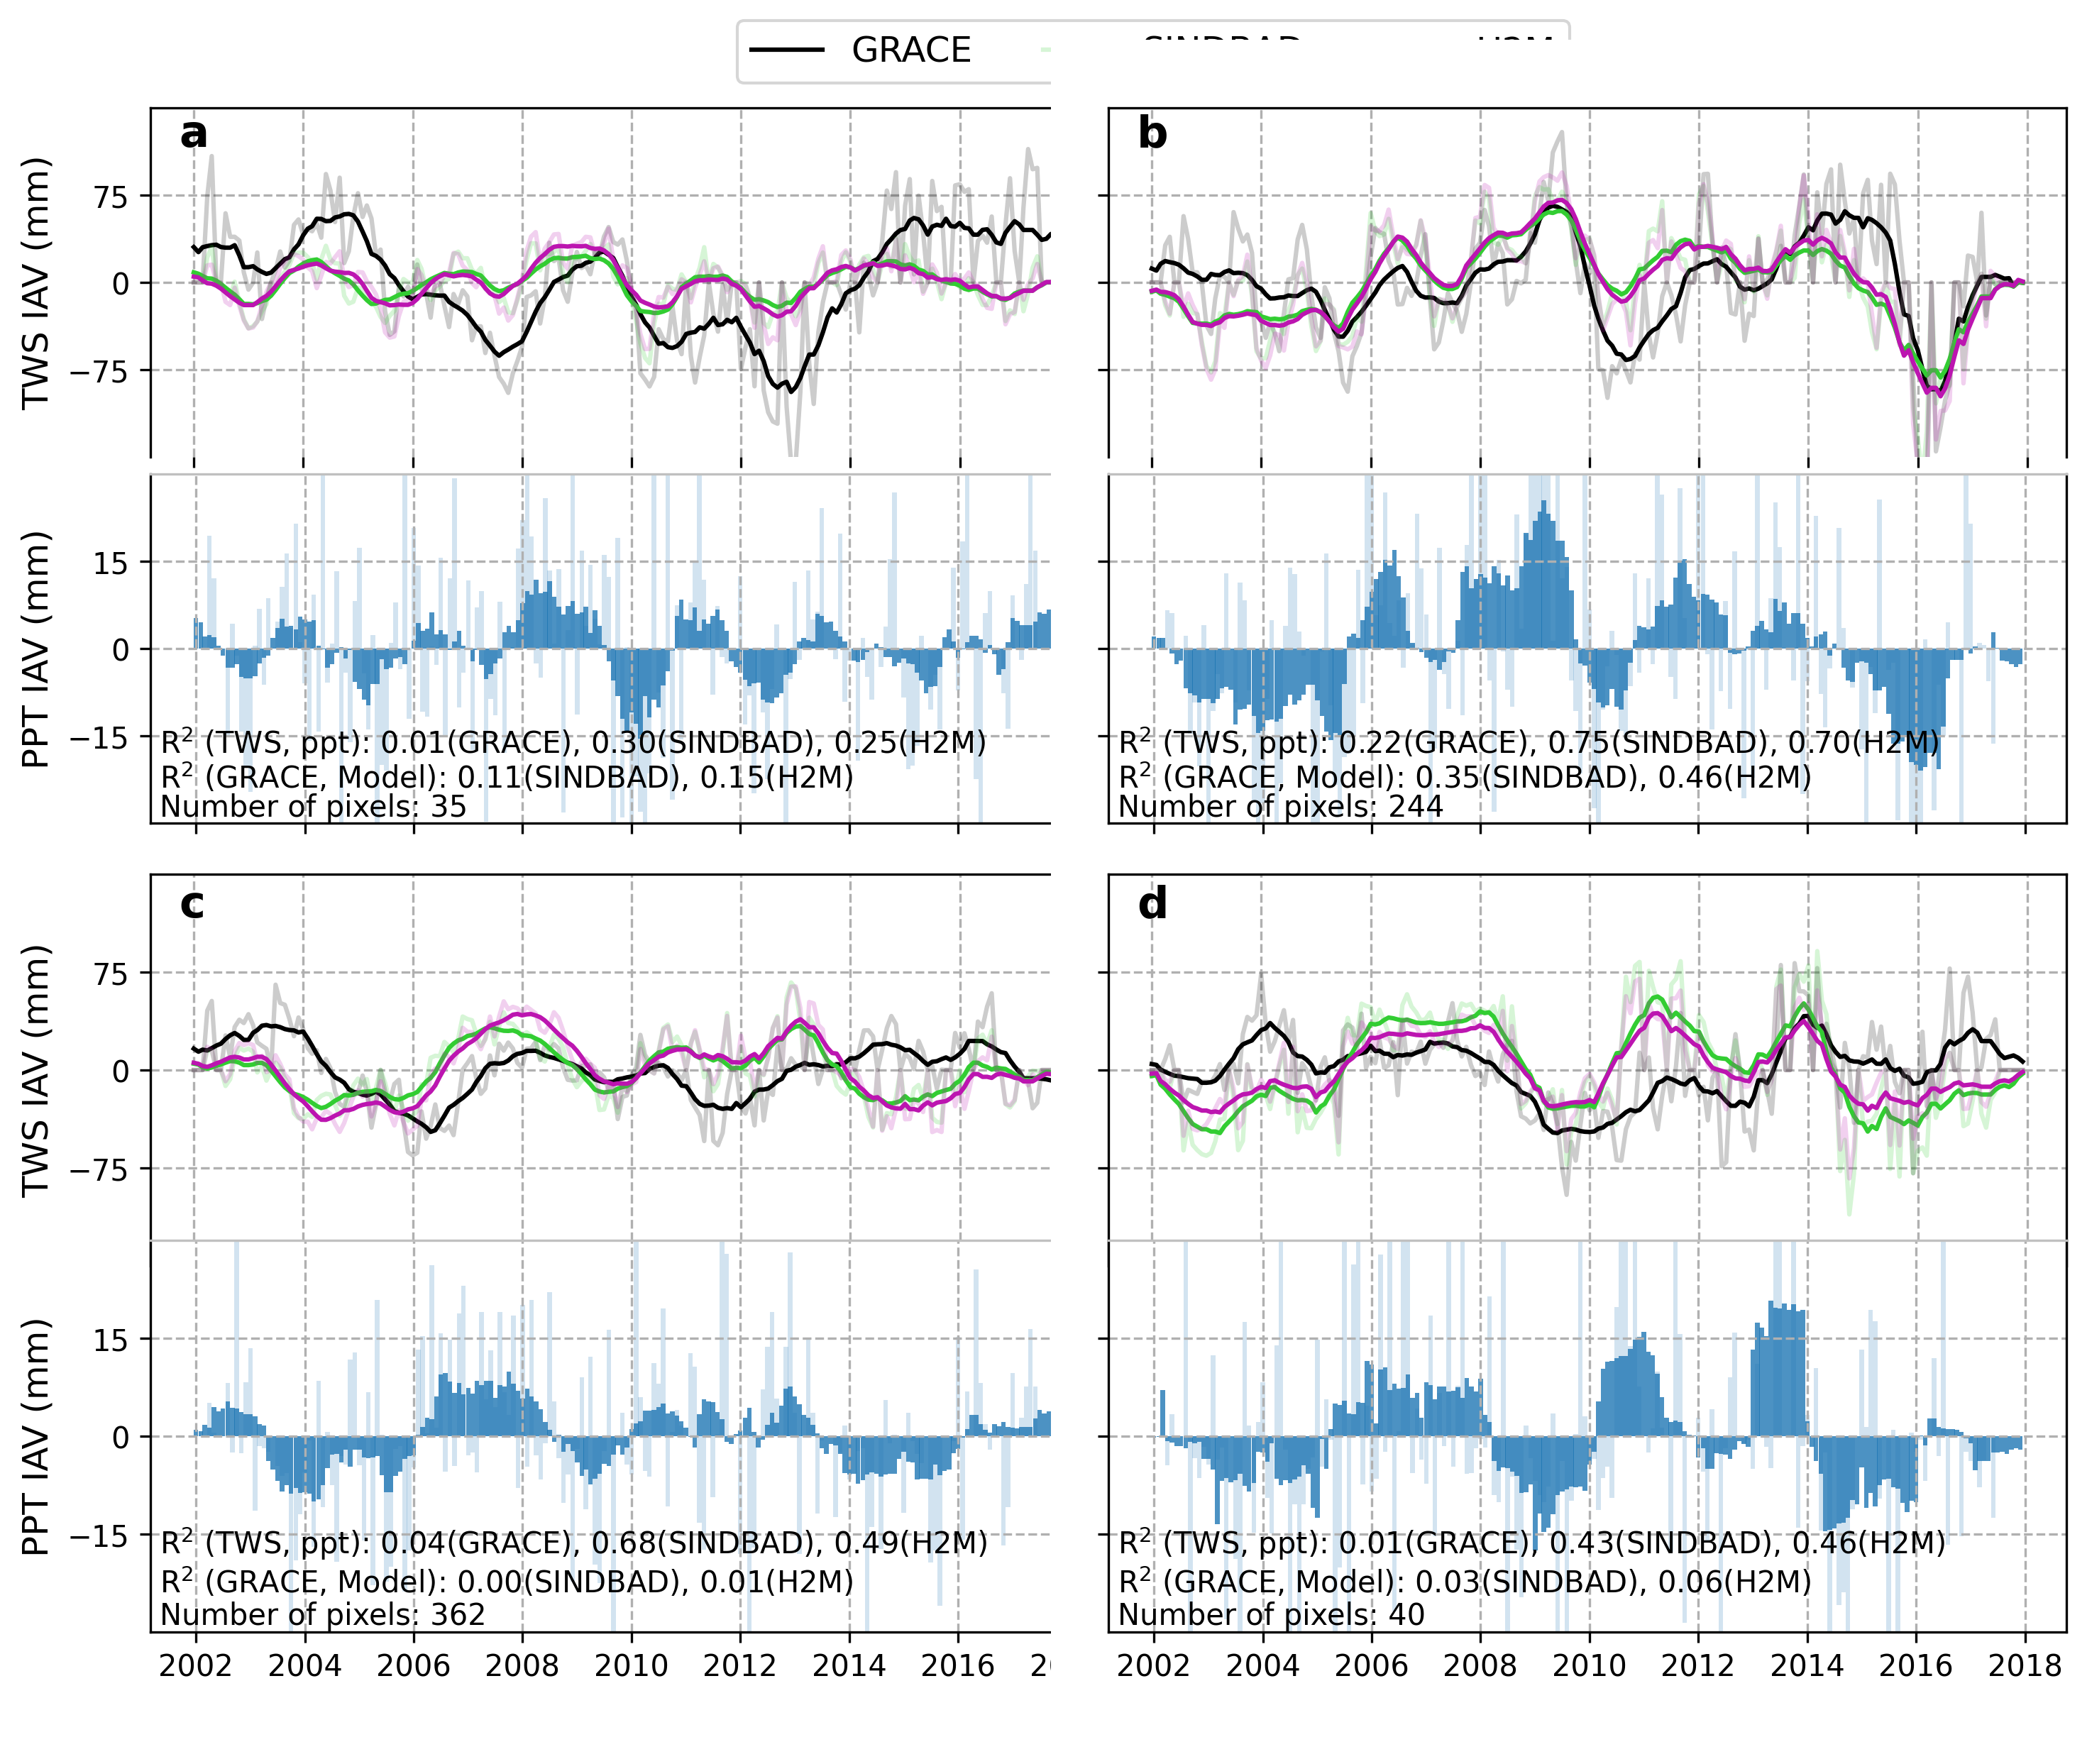 GRACE
a
b
TWS IAV (mm)
75
0
−75
PPT IAV (mm)
15
0
−15
R² (TWS, ppt): 0.01(GRACE), 0.30(SINDBAD), 0.25(H2M)
R² (GRACE, Model): 0.11(SINDBAD), 0.15(H2M)
Number of pixels: 35
R² (TWS, ppt): 0.22(GRACE), 0.75(SINDBAD), 0.70(H2M)
R² (GRACE, Model): 0.35(SINDBAD), 0.46(H2M)
Number of pixels: 244
c
d
TWS IAV (mm)
75
0
−75
PPT IAV (mm)
15
0
−15
R² (TWS, ppt): 0.04(GRACE), 0.68(SINDBAD), 0.49(H2M)
R² (GRACE, Model): 0.00(SINDBAD), 0.01(H2M)
Number of pixels: 362
R² (TWS, ppt): 0.01(GRACE), 0.43(SINDBAD), 0.46(H2M)
R² (GRACE, Model): 0.03(SINDBAD), 0.06(H2M)
Number of pixels: 40
2002 2004 2006 2008 2010 2012 2014 2016
2002 2004 2006 2008 2010 2012 2014 2016 2018